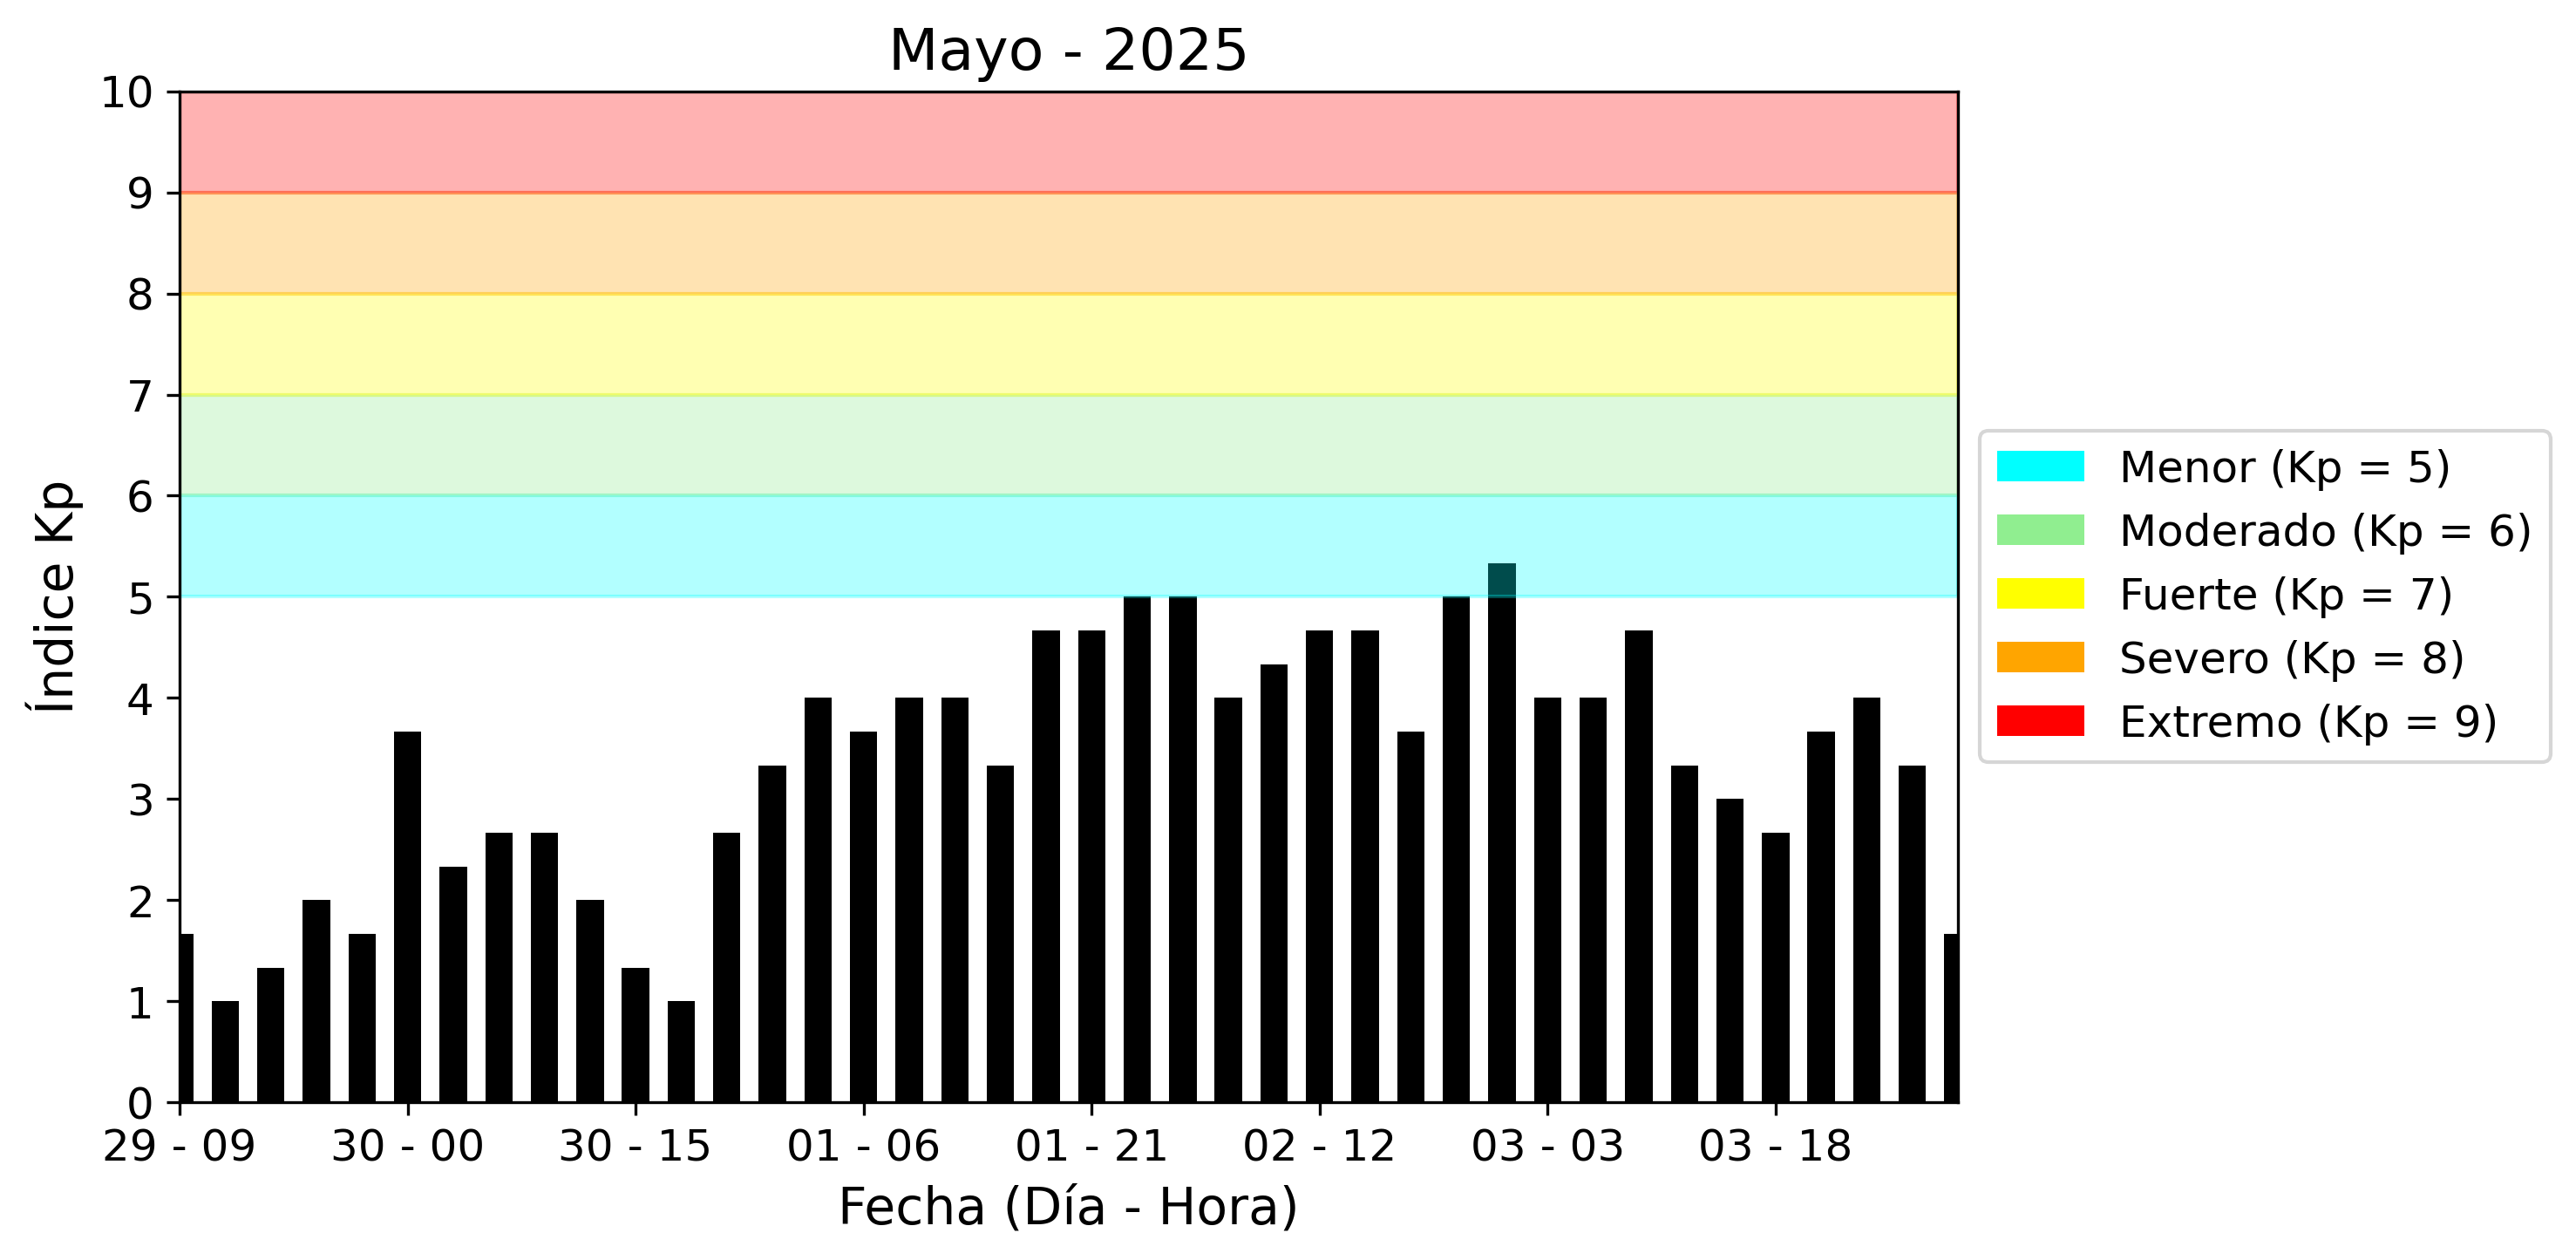 Mayo - 2025
10
9
8
7
6
5
4
3
2
1
0
Índice Kp
29 - 09 30 - 00 30 - 15 01 - 06 01 - 21 02 - 12 03 - 03 03 - 18
Fecha (Día - Hora)
Menor (Kp = 5)
Moderado (Kp = 6)
Fuerte (Kp = 7)
Severo (Kp = 8)
Extremo (Kp = 9)